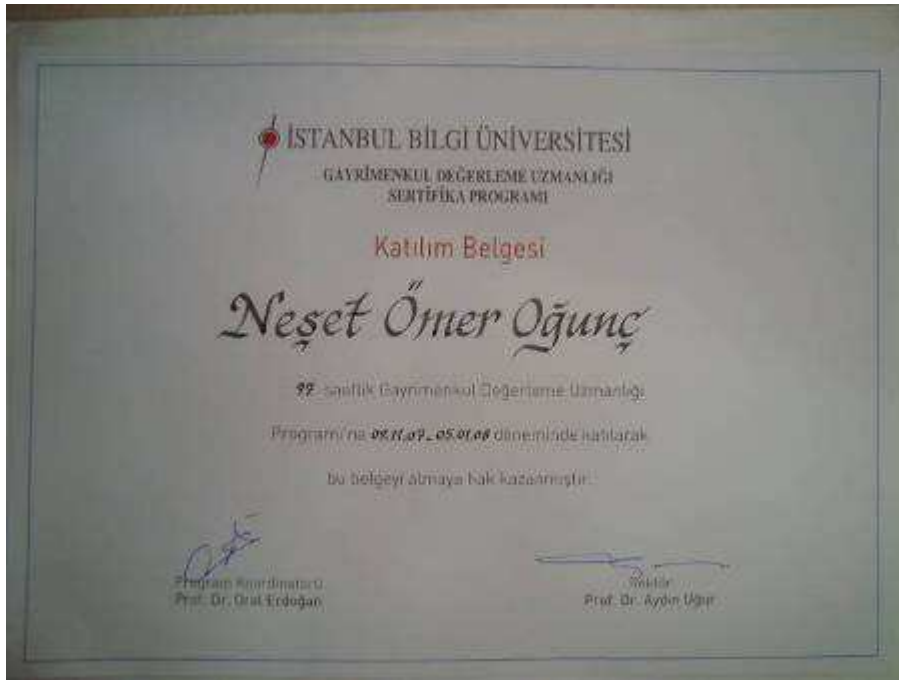 İSTANBUL BİLGİ ÜNİVERSİTESİ
GAYRİMENKUL DEĞERLEME UZMANLIĞI
SERTİFİKA PROGRAMI
Katılım Belgesi
Neşet Ömer Oğunç
97 saatlik Gayrimenkul Değerleme Uzmanlığı
Programı'na 09.11.07_05.01.08 döneminde katılarak
bu belgeyi almaya hak kazanmıştır.
Program Koordinatörü
Prof. Dr. Oral Erdoğan
Rektör
Prof. Dr. Aydın Uğur